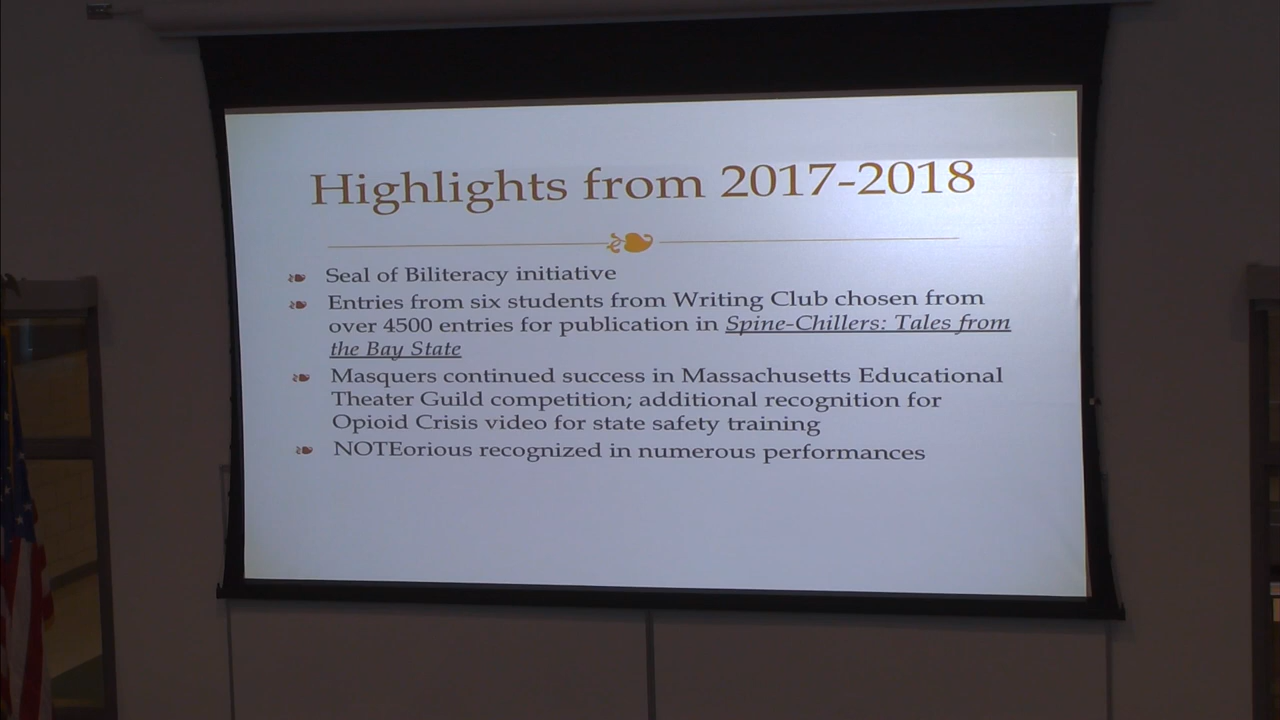 Highlights from 2017-2018
Seal of Biliteracy initiative
Entries from six students from Writing Club chosen from
over 4500 entries for publication in Spine-Chillers: Tales from
the Bay State
Masquers continued success in Massachusetts Educational
Theater Guild competition; additional recognition for
Opioid Crisis video for state safety training
NOTEorious recognized in numerous performances